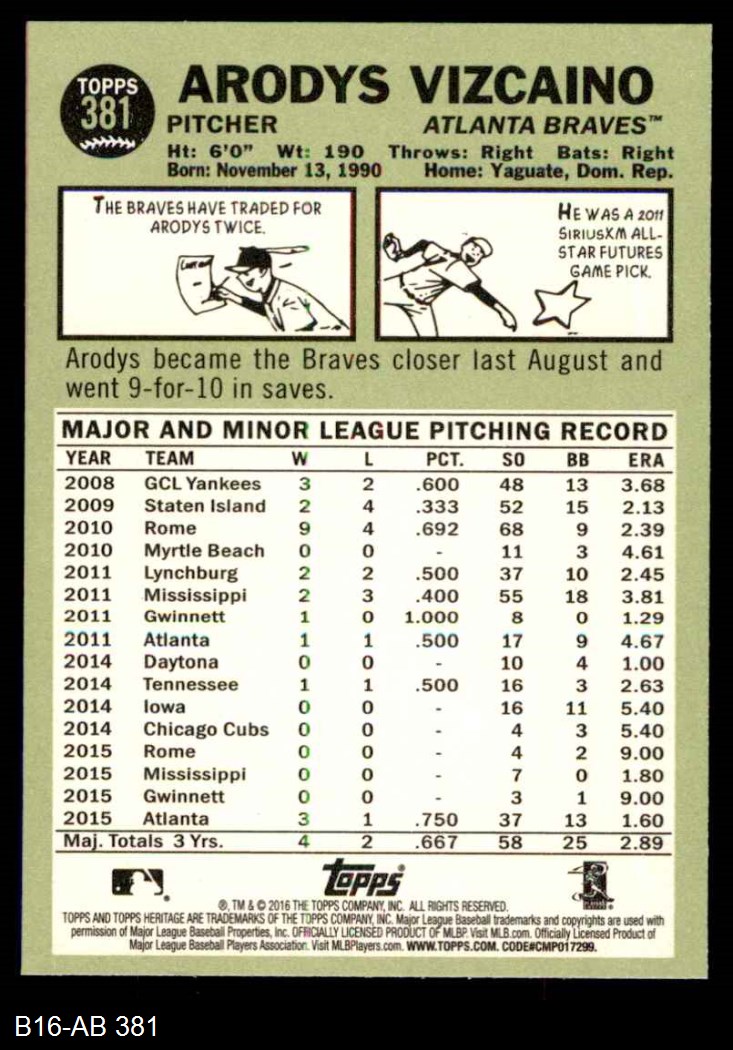 TOPPS
381
ARODYS VIZCAINO
PITCHER ATLANTA BRAVES™
Ht: 6'0" Wt: 190 Throws: Right Bats: Right
Born: November 13, 1990 Home: Yaguate, Dom. Rep.
THE BRAVES HAVE TRADED FOR
ARODYS TWICE.
HE WAS A 2011
SIRIUSXM ALL-
STAR FUTURES
GAME PICK.
Arodys became the Braves closer last August and
went 9-for-10 in saves.
MAJOR AND MINOR LEAGUE PITCHING RECORD
YEAR TEAM W L PCT. SO BB ERA
2008 GCL Yankees 3 2 .600 48 13 3.68
2009 Staten Island 2 4 .333 52 15 2.13
2010 Rome 9 4 .692 68 9 2.39
2010 Myrtle Beach 0 0 - 11 3 4.61
2011 Lynchburg 2 2 .500 37 10 2.45
2011 Mississippi 2 3 .400 55 18 3.81
2011 Gwinnett 1 0 1.000 8 0 1.29
2011 Atlanta 1 1 .500 17 9 4.67
2014 Daytona 0 0 - 10 4 1.00
2014 Tennessee 1 1 .500 16 3 2.63
2014 Iowa 0 0 - 16 11 5.40
2014 Chicago Cubs 0 0 - 4 3 5.40
2015 Rome 0 0 - 4 2 9.00
2015 Mississippi 0 0 - 7 0 1.80
2015 Gwinnett 0 0 - 3 1 9.00
2015 Atlanta 3 1 .750 37 13 1.60
Maj. Totals 3 Yrs. 4 2 .667 58 25 2.89
Topps®
®, TM & © 2016 THE TOPPS COMPANY, INC. ALL RIGHTS RESERVED.
TOPPS AND TOPPS HERITAGE ARE TRADEMARKS OF THE TOPPS COMPANY, INC. Major League Baseball trademarks and copyrights are used with
permission of Major League Baseball Properties, Inc. OFFICIALLY LICENSED PRODUCT OF MLBP. Visit MLB.com. Officially Licensed Product of
Major League Baseball Players Association. Visit MLBPlayers.com. WWW.TOPPS.COM. CODE#CMP017299.
B16-AB 381